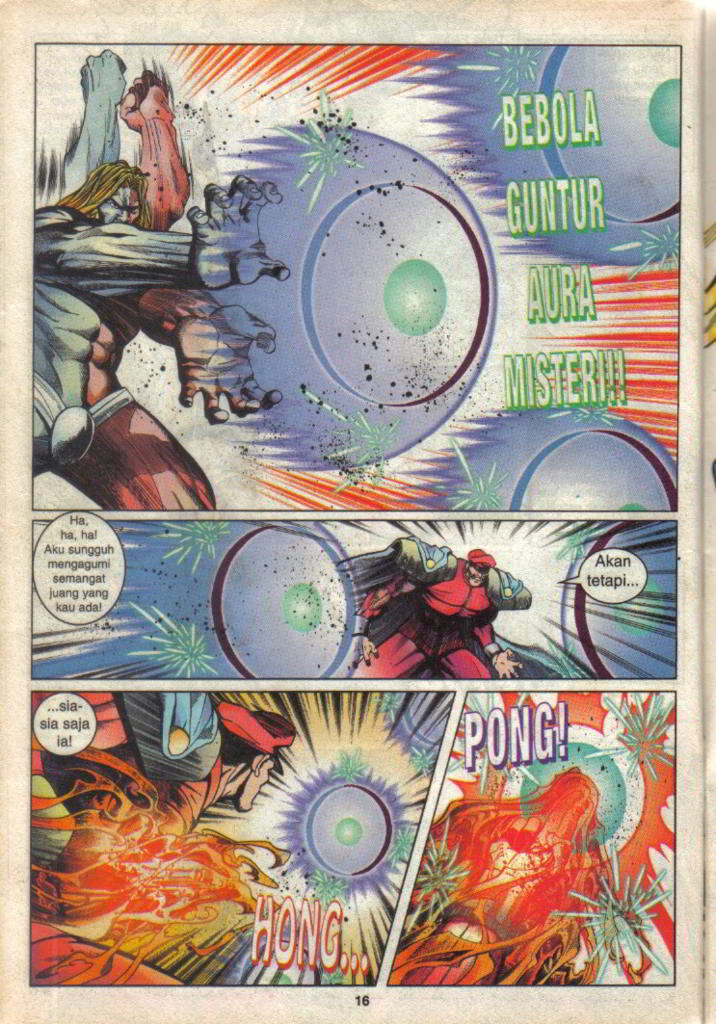 BEBOLA
GUNTUR
AURA
MISTERI!!!
Ha,
ha, ha!
Aku sungguh
mengagumi
semangat
juang yang
kau ada!
Akan
tetapi...
...sia-
sia saja
ia!
HONG...
PONG!
16